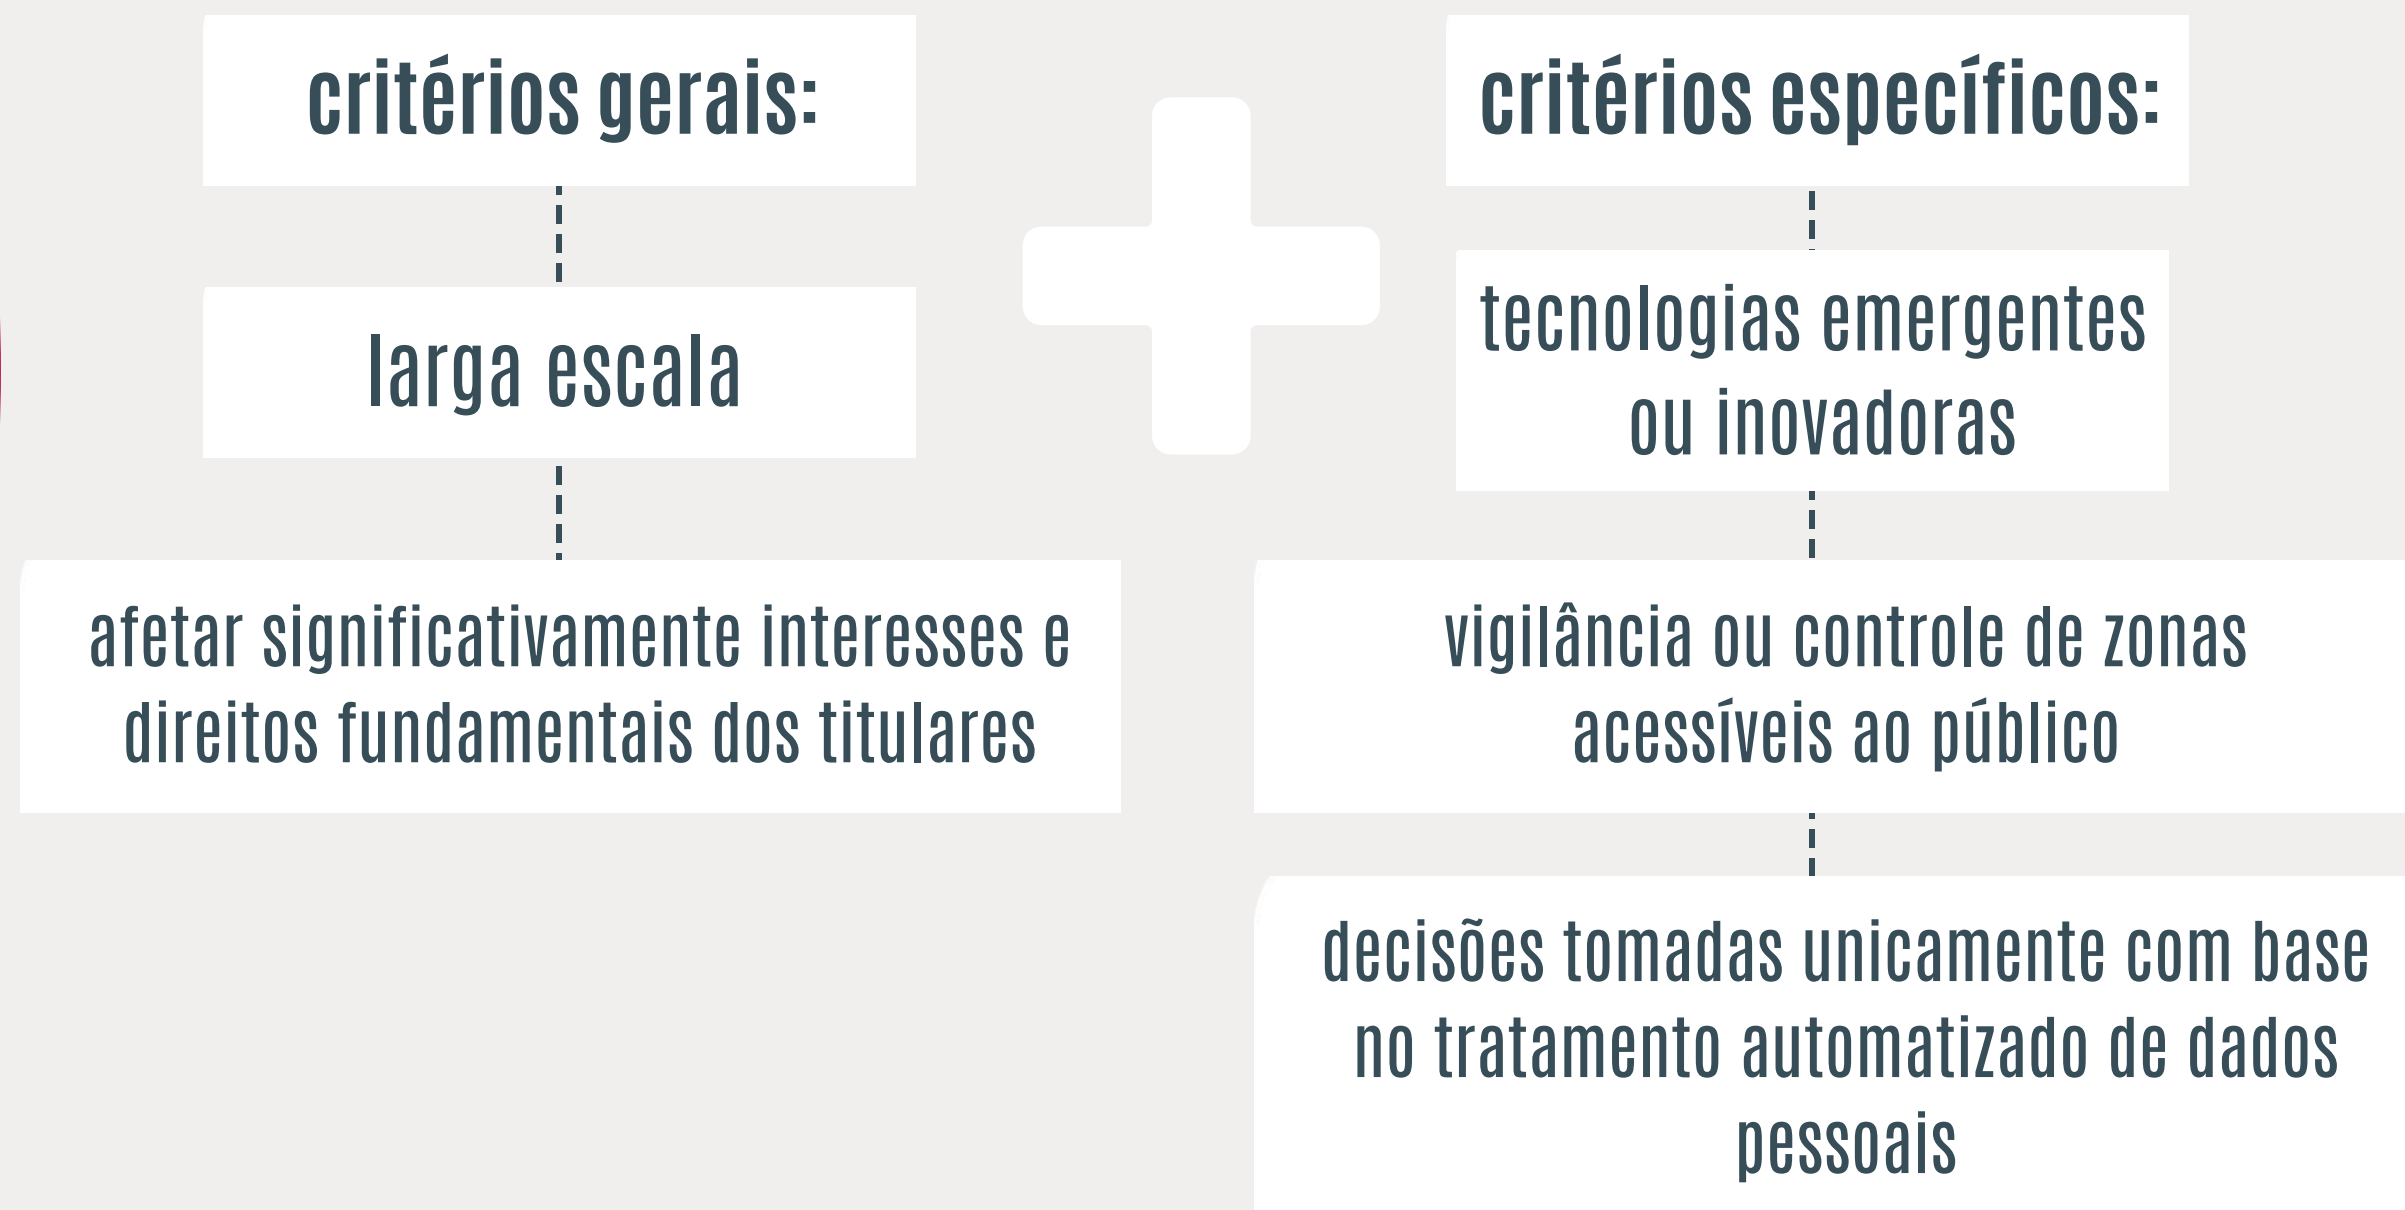 critérios gerais:
larga escala
afetar significativamente interesses e
direitos fundamentais dos titulares
critérios específicos:
tecnologias emergentes
ou inovadoras
vigilância ou controle de zonas
acessíveis ao público
decisões tomadas unicamente com base
no tratamento automatizado de dados
pessoais